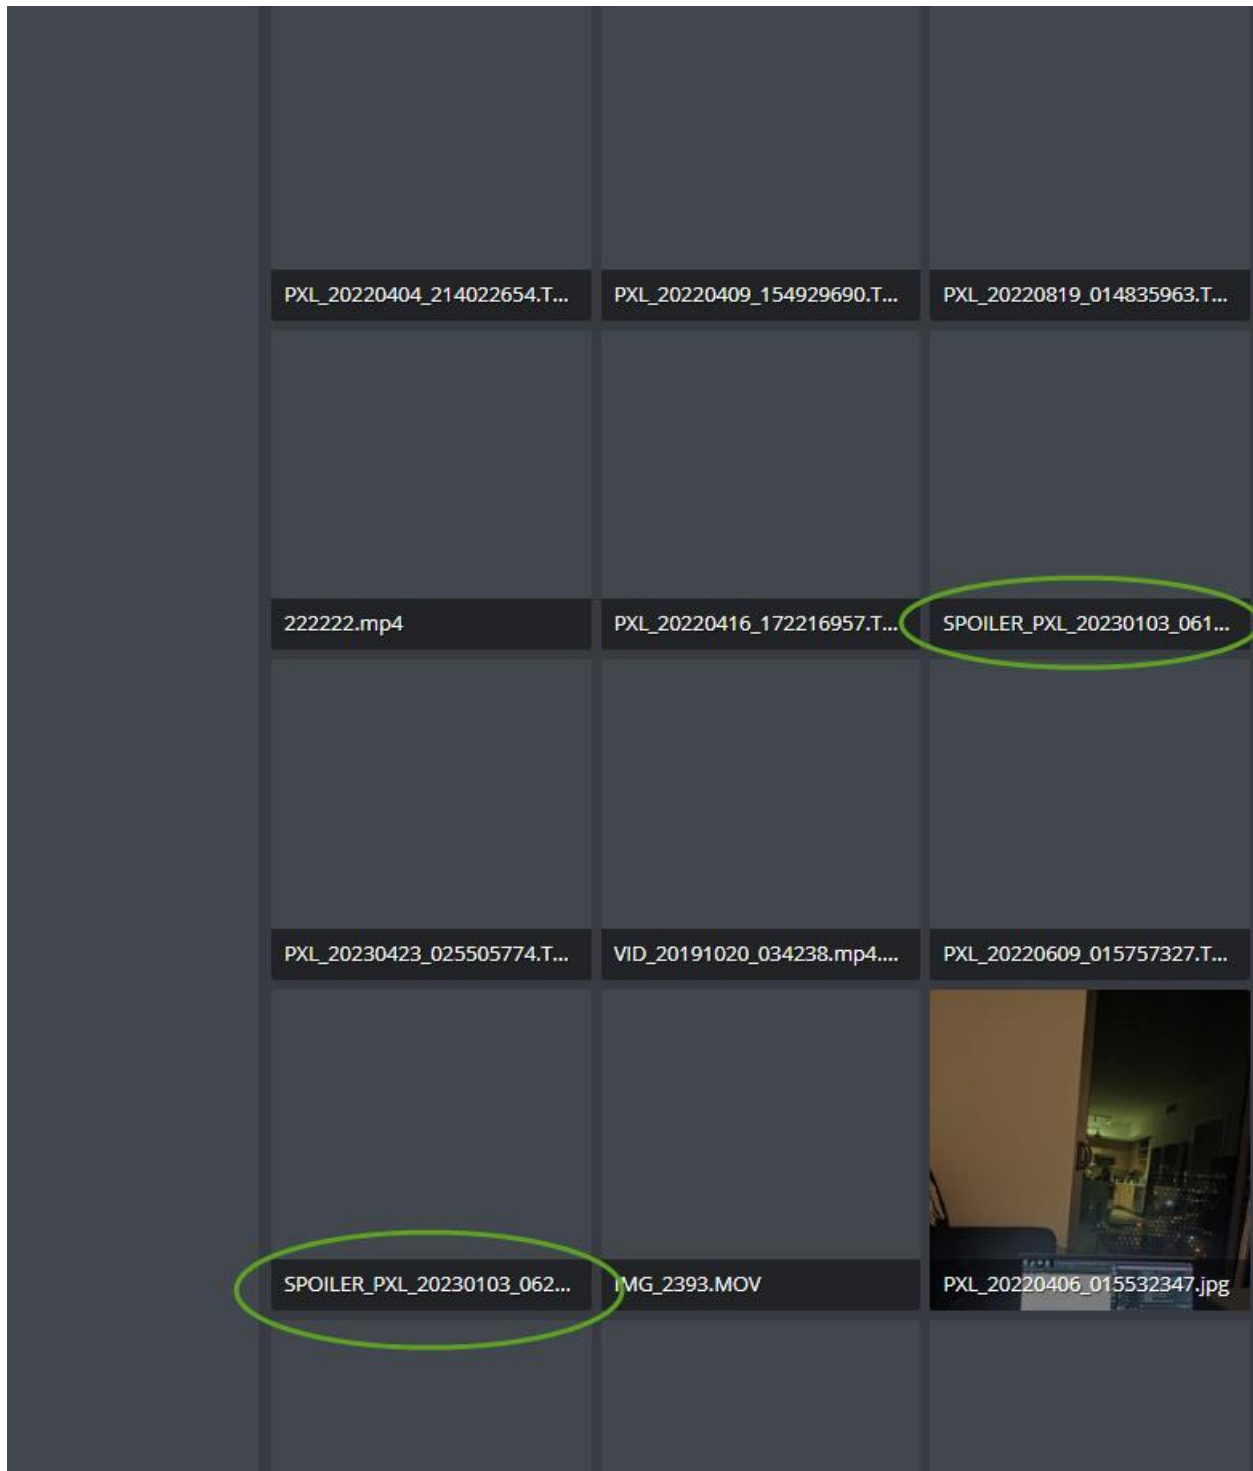 PXL_20220404_214022654.T...
PXL_20220409_154929690.T...
PXL_20220819_014835963.T...
222222.mp4
PXL_20220416_172216957.T...
SPOILER_PXL_20230103_061...
PXL_20230423_025505774.T...
VID_20191020_034238.mp4....
PXL_20220609_015757327.T...
SPOILER_PXL_20230103_062...
IMG_2393.MOV
PXL_20220406_015532347.jpg